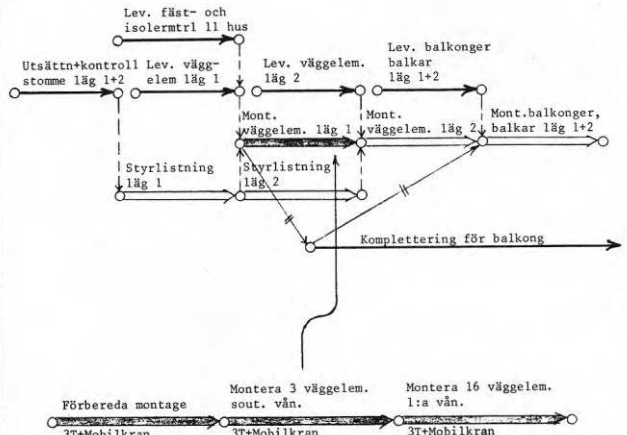 Lev. fäst- och
isolermtrl 11 hus
Utsättn+kontroll
stomme läg 1+2
Lev. vägg-
elem läg 1
Lev. väggelem.
läg 2
Lev. balkonger
balkar
läg 1+2
Mont.
väggelem. läg 1
Mont.
väggelem. läg 2
Mont.balkonger,
balkar läg 1+2
Styrlistning
läg 1
Styrlistning
läg 2
Komplettering för balkong
Förbereda montage
3T+Mobilkran
Montera 3 väggelem.
sout. vån.
3T+Mobilkran
Montera 16 väggelem.
1:a vån.
3T+Mobilkran